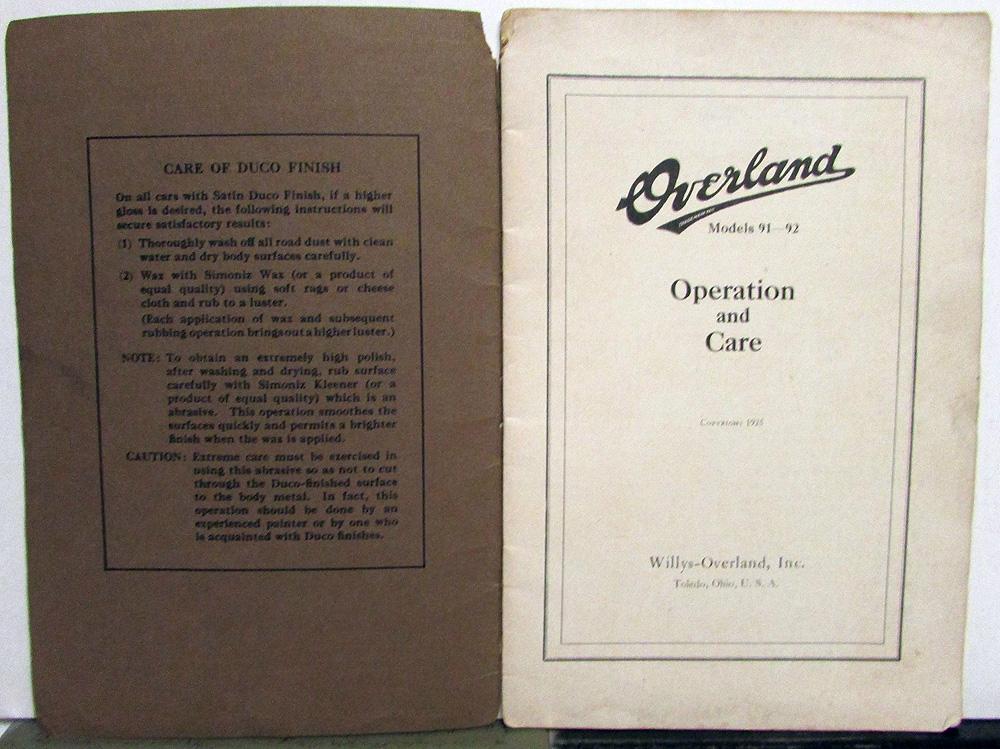 CARE OF DUCO FINISH
On all cars with Satin Duco Finish, if a higher
gloss is desired, the following instructions will
secure satisfactory results:
(1) Thoroughly wash off all road dust with clean
water and dry body surfaces carefully.
(2) Wax with Simoniz Wax (or a product of
equal quality) using soft rags or cheese
cloth and rub to a luster.
(Each application of wax and subsequent
rubbing operation brings out a higher luster.)
NOTE: To obtain an extremely high polish,
after washing and drying, rub surface
carefully with Simoniz Kleener (or a
product of equal quality) which is an
abrasive. This operation smoothes the
surfaces quickly and permits a brighter
finish when the wax is applied.
CAUTION: Extreme care must be exercised in
using this abrasive so as not to cut
through the Duco-finished surface
to the body metal. In fact, this
operation should be done by an
experienced painter or by one who
is acquainted with Duco finishes.
Overland
Models 91—92
Operation
and
Care
Copyright 1925
Willys-Overland, Inc.
Toledo, Ohio, U. S. A.